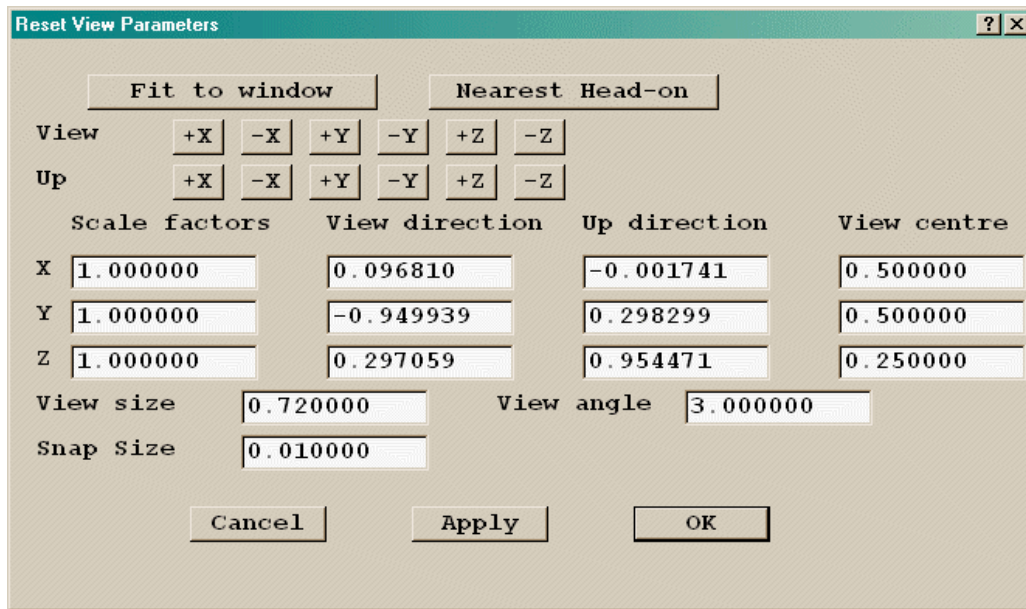 Reset View Parameters ? ×
Fit to window Nearest Head-on
View +X -X +Y -Y +Z -Z
Up +X -X +Y -Y +Z -Z
Scale factors View direction Up direction View centre
X 1.000000 0.096810 -0.001741 0.500000
Y 1.000000 -0.949939 0.298299 0.500000
Z 1.000000 0.297059 0.954471 0.250000
View size 0.720000 View angle 3.000000
Snap Size 0.010000
Cancel Apply OK